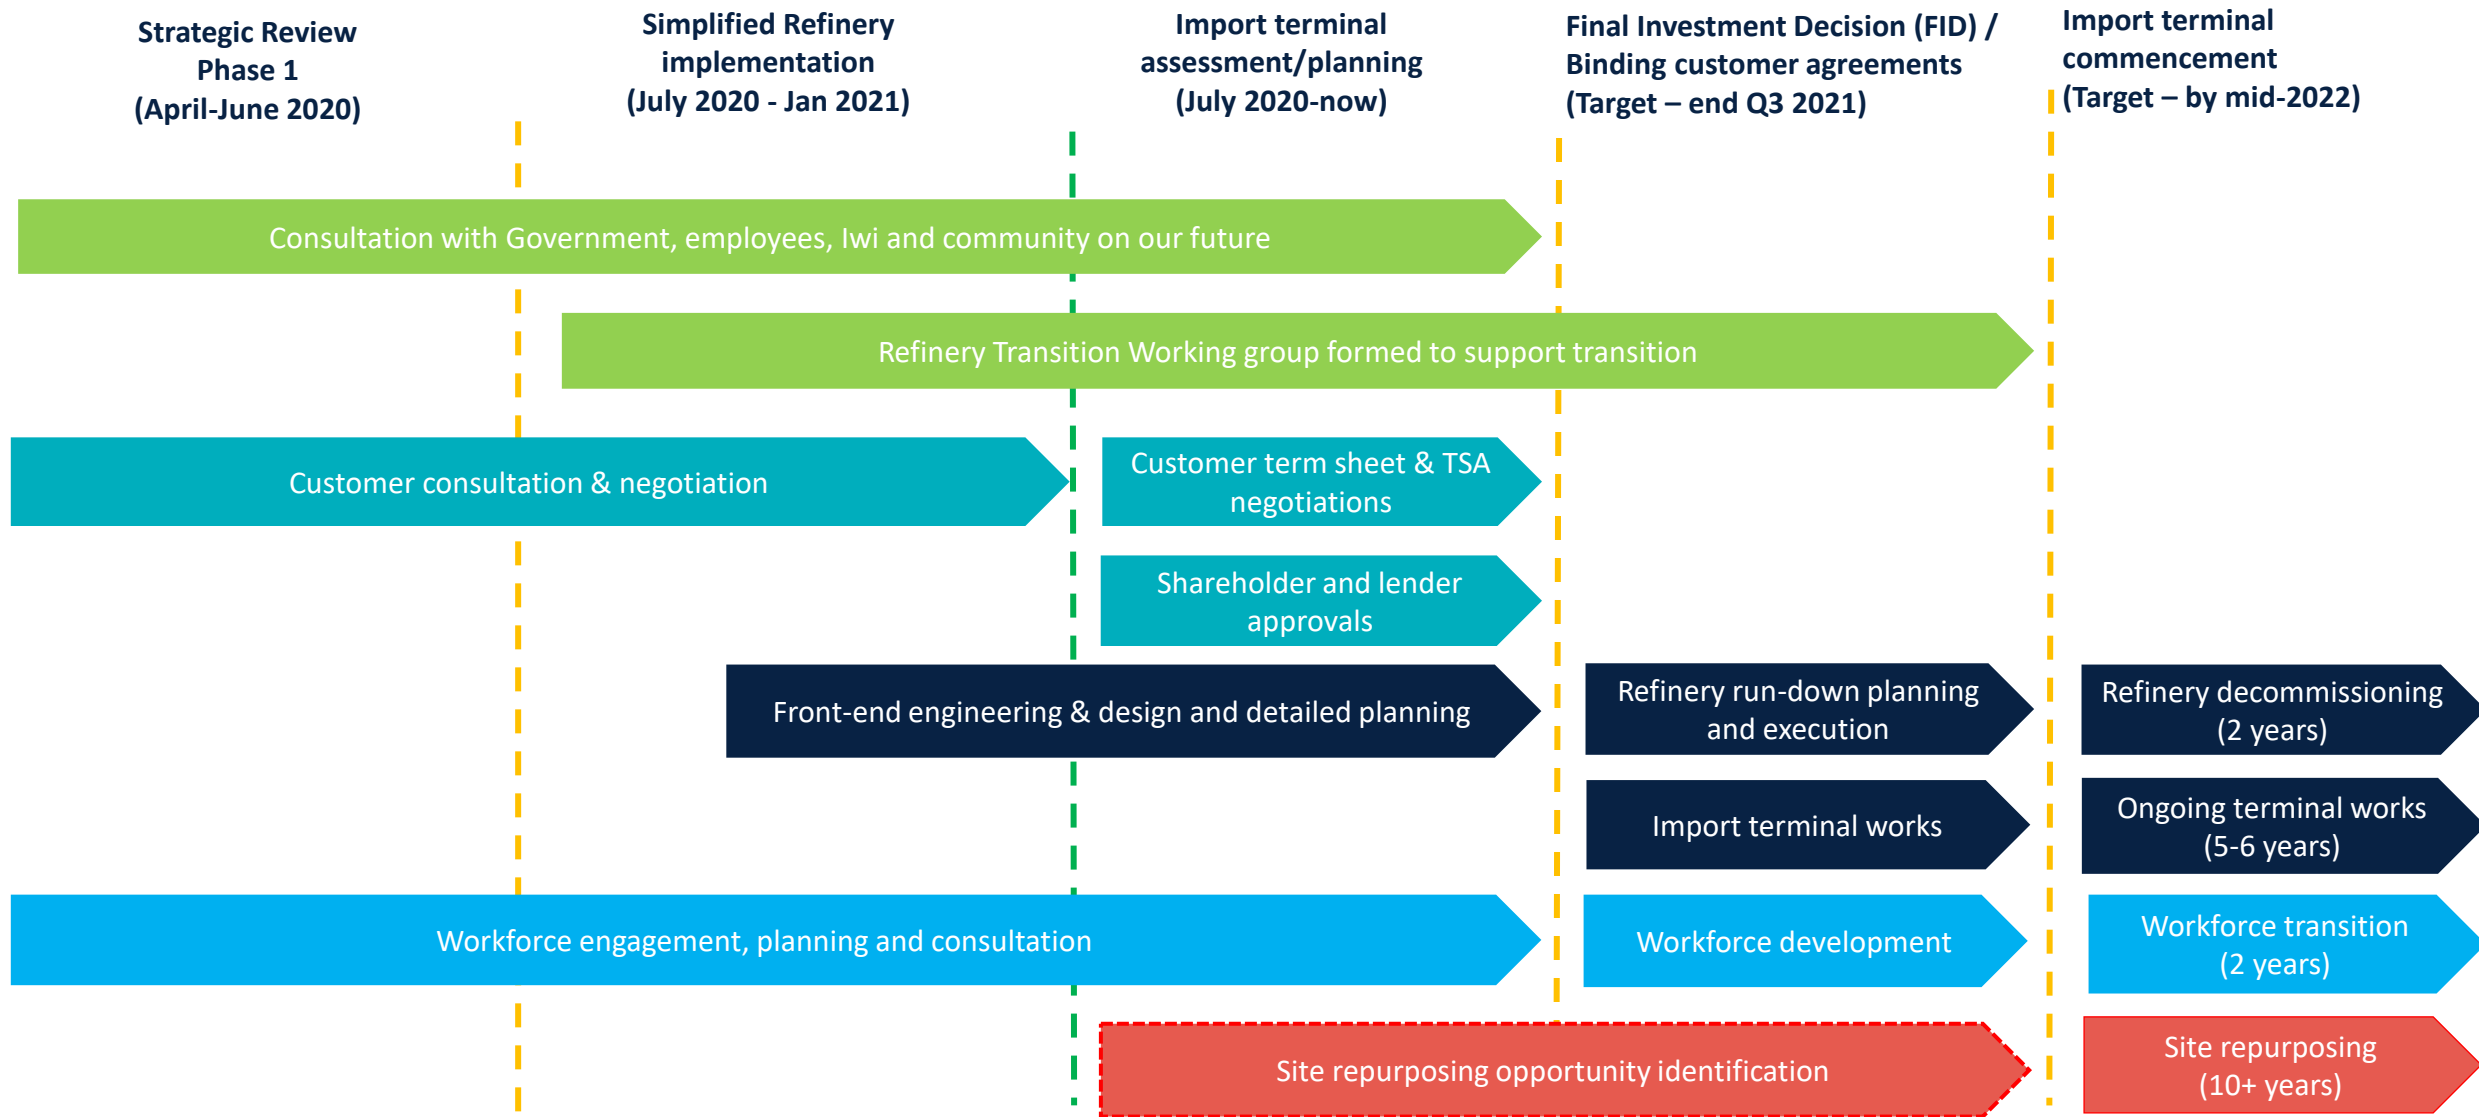 Strategic Review
Phase 1
(April-June 2020)
Simplified Refinery
implementation
(July 2020 - Jan 2021)
Import terminal
assessment/planning
(July 2020-now)
Final Investment Decision (FID) /
Binding customer agreements
(Target – end Q3 2021)
Import terminal
commencement
(Target – by mid-2022)
Consultation with Government, employees, Iwi and community on our future
Refinery Transition Working group formed to support transition
Customer consultation & negotiation
Customer term sheet & TSA
negotiations
Shareholder and lender
approvals
Front-end engineering & design and detailed planning
Refinery run-down planning
and execution
Refinery decommissioning
(2 years)
Import terminal works
Ongoing terminal works
(5-6 years)
Workforce engagement, planning and consultation
Workforce development
Workforce transition
(2 years)
Site repurposing opportunity identification
Site repurposing
(10+ years)